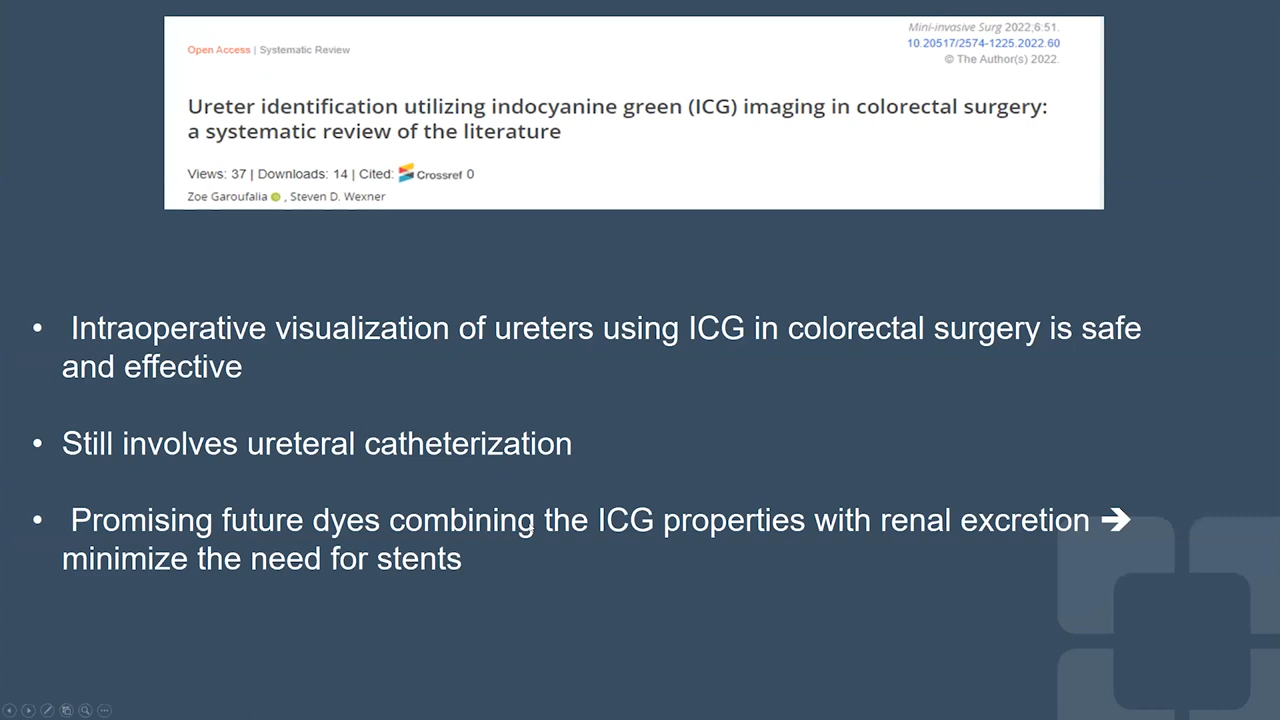 Mini-invasive Surg 2022;6:51.
Open Access | Systematic Review
10.20517/2574-1225.2022.60
© The Author(s) 2022.
Ureter identification utilizing indocyanine green (ICG) imaging in colorectal surgery:
a systematic review of the literature
Views: 37 | Downloads: 14 | Cited: Crossref 0
Zoe Garoufalia , Steven D. Wexner
• Intraoperative visualization of ureters using ICG in colorectal surgery is safe
and effective
• Still involves ureteral catheterization
• Promising future dyes combining the ICG properties with renal excretion ➔
minimize the need for stents